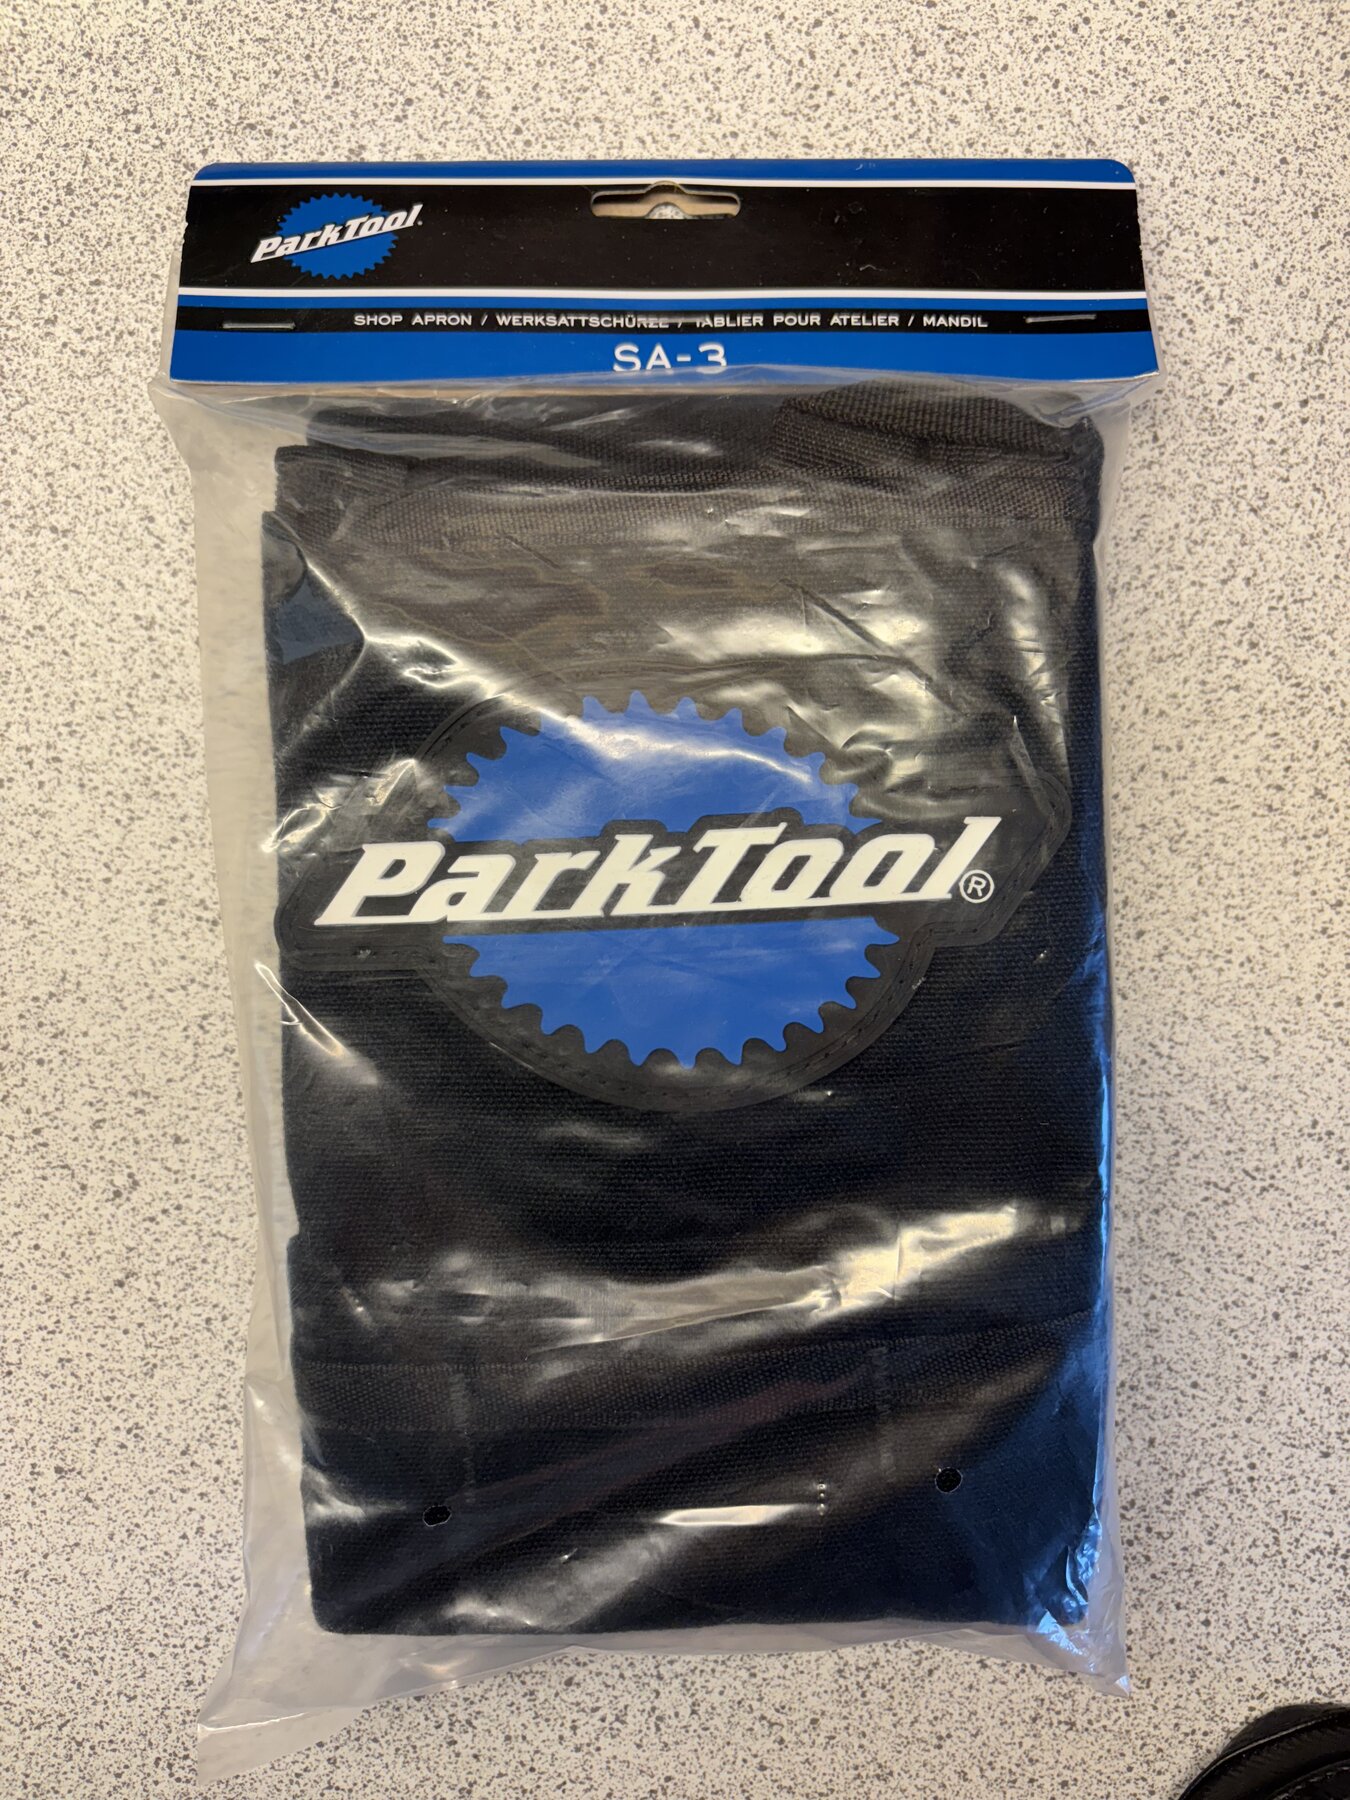 ParkTool®
SHOP APRON / WERKSATTSCHÜRZE / TABLIER POUR ATELIER / MANDIL
SA-3
ParkTool®